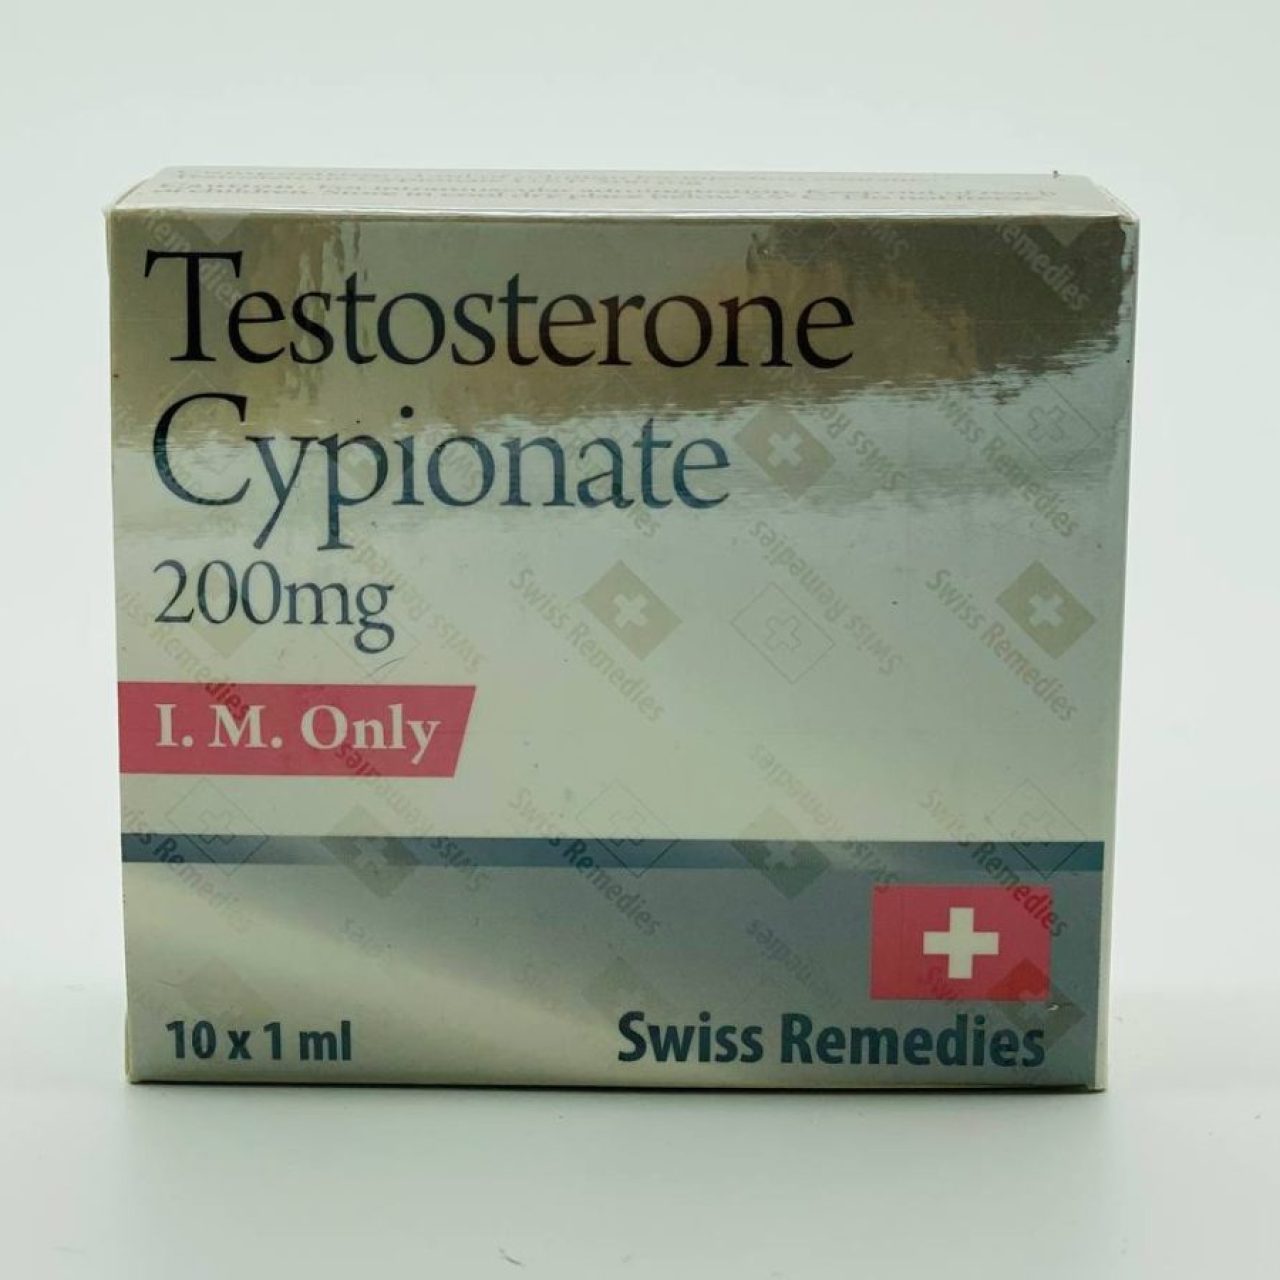 Testosterone
Cypionate
200mg
I. M. Only
10 x 1 ml
Swiss Remedies